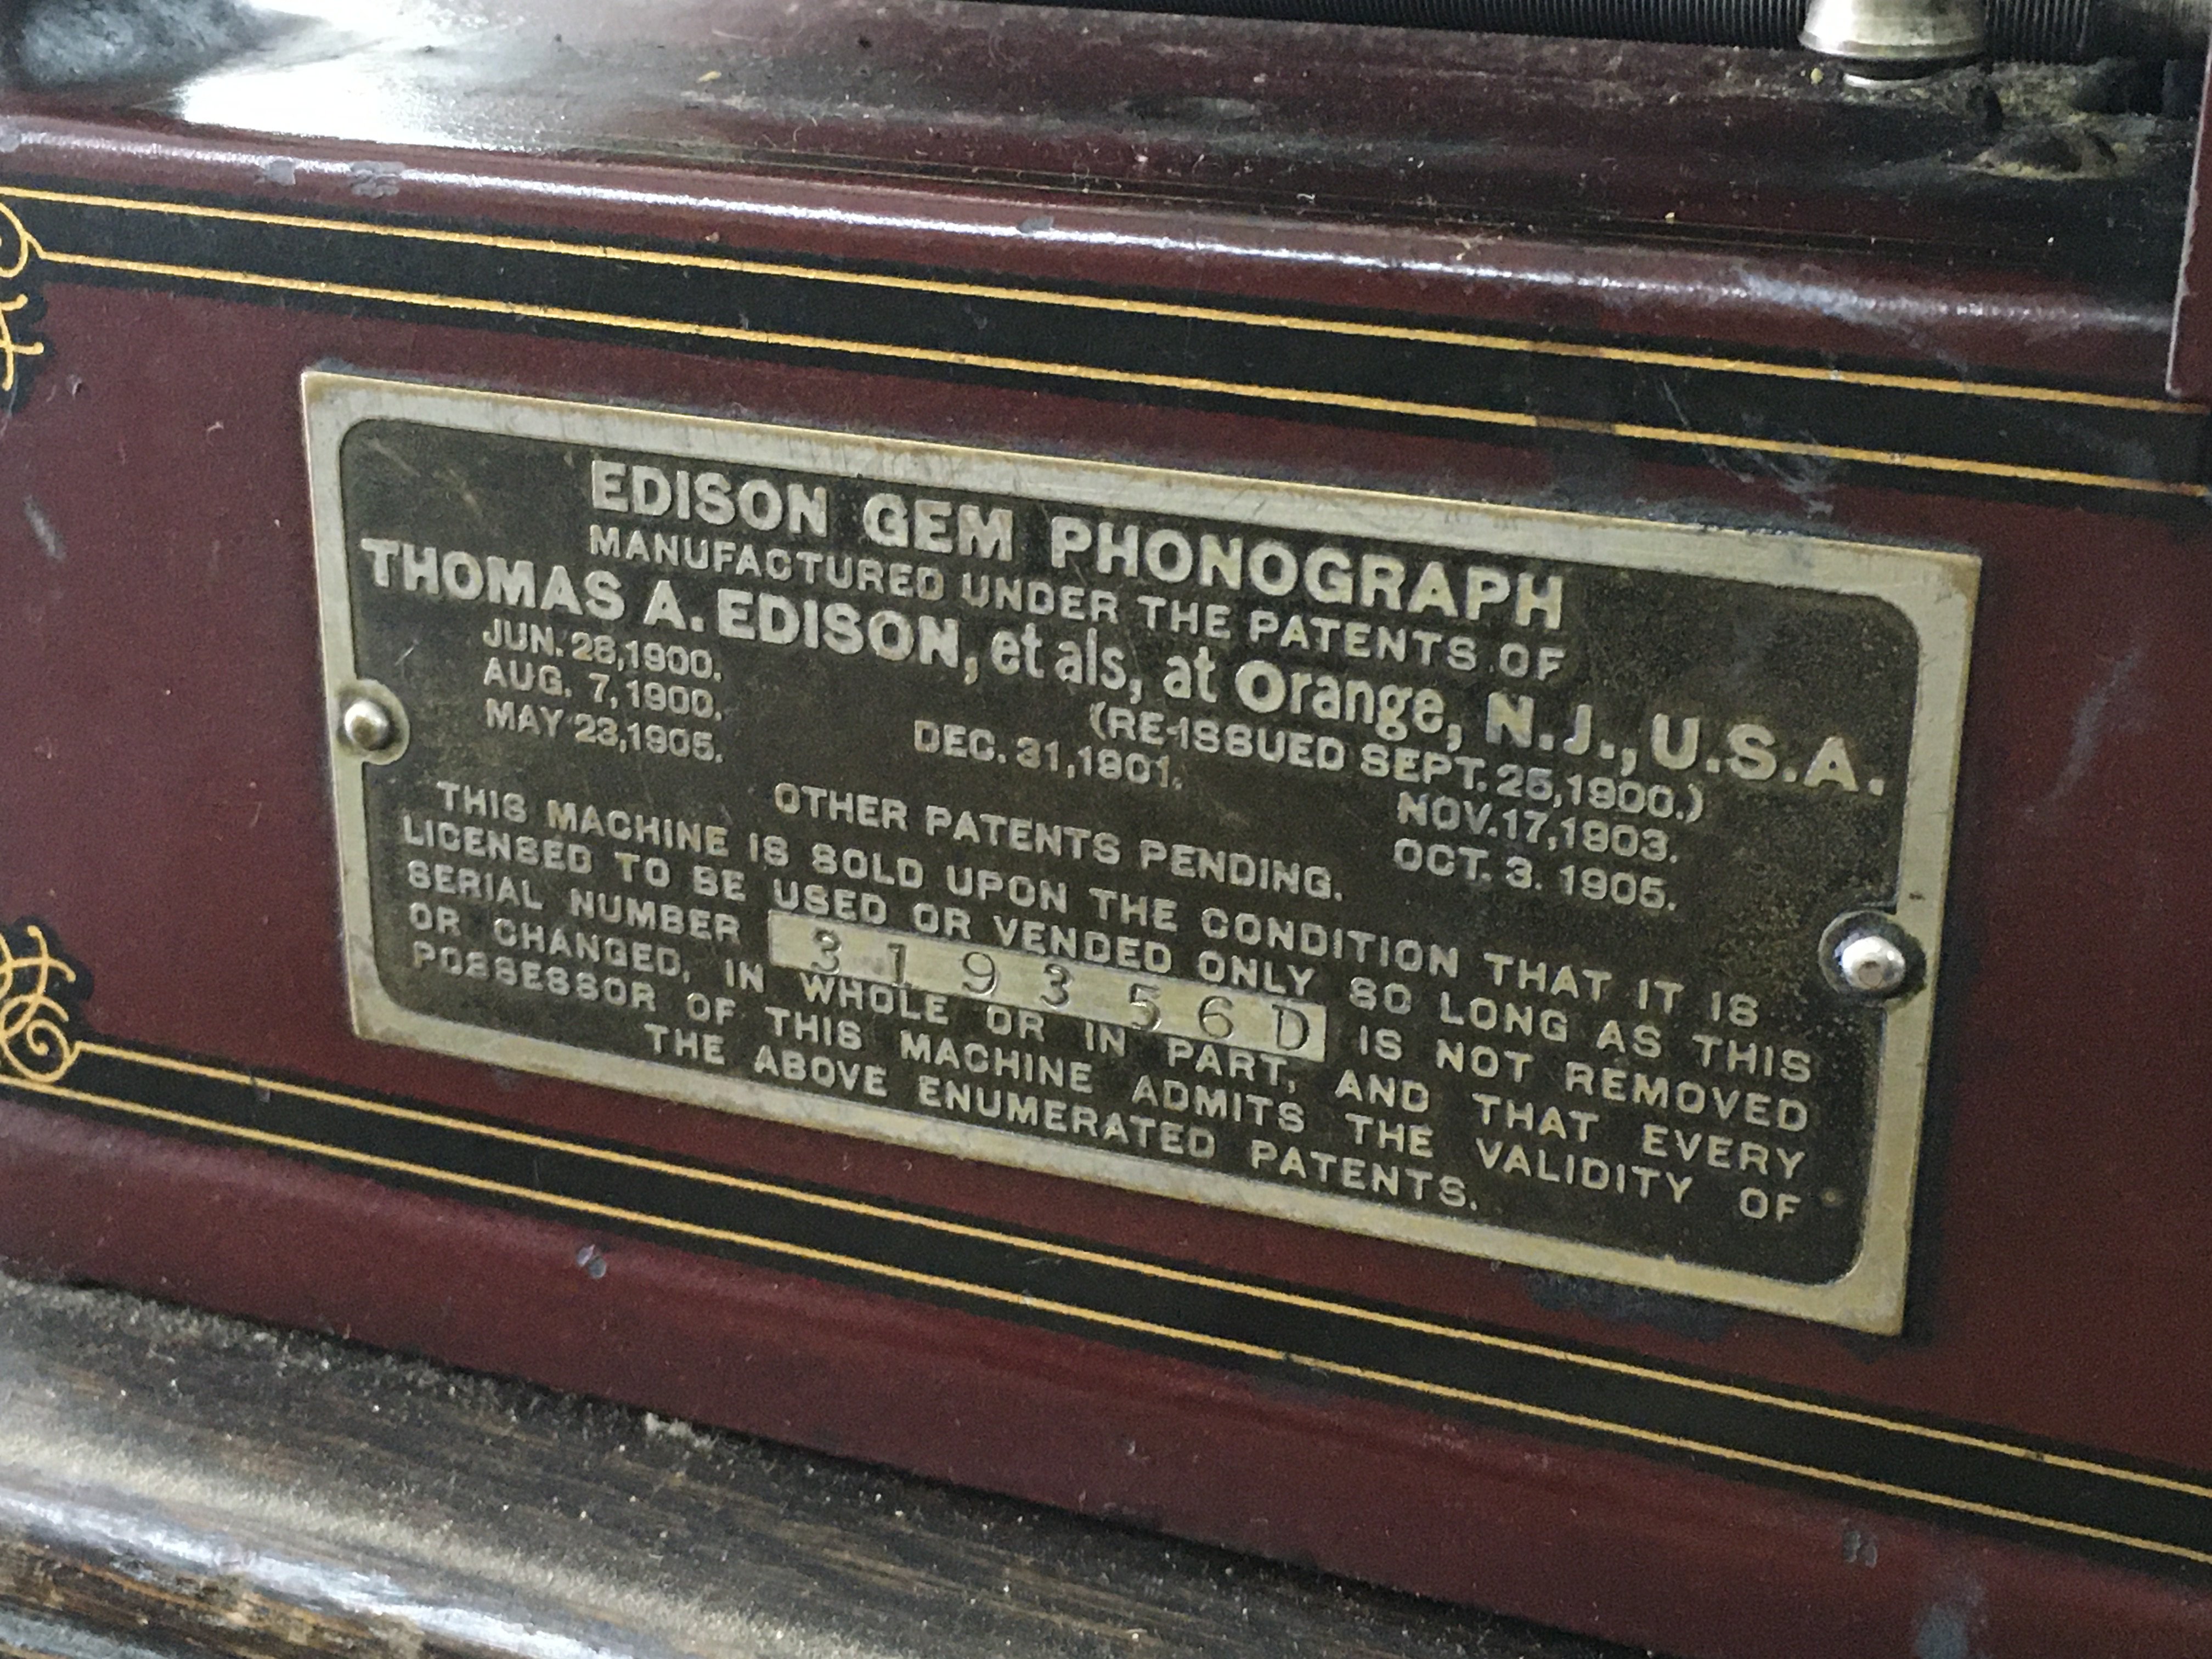 EDISON GEM PHONOGRAPH
MANUFACTURED UNDER THE PATENTS OF
THOMAS A. EDISON, et als, at Orange, N.J., U.S.A.
JUN. 26,1900. (RE-ISSUED SEPT. 25,1900.)
AUG. 7, 1900. DEC. 31,1901. NOV.17,1903.
MAY 23,1905. OCT. 3. 1905.
OTHER PATENTS PENDING.
THIS MACHINE IS SOLD UPON THE CONDITION THAT IT IS
LICENSED TO BE USED OR VENDED ONLY SO LONG AS THIS
SERIAL NUMBER 319356D IS NOT REMOVED
OR CHANGED, IN WHOLE OR IN PART, AND THAT EVERY
POSSESSOR OF THIS MACHINE ADMITS THE VALIDITY OF
THE ABOVE ENUMERATED PATENTS.